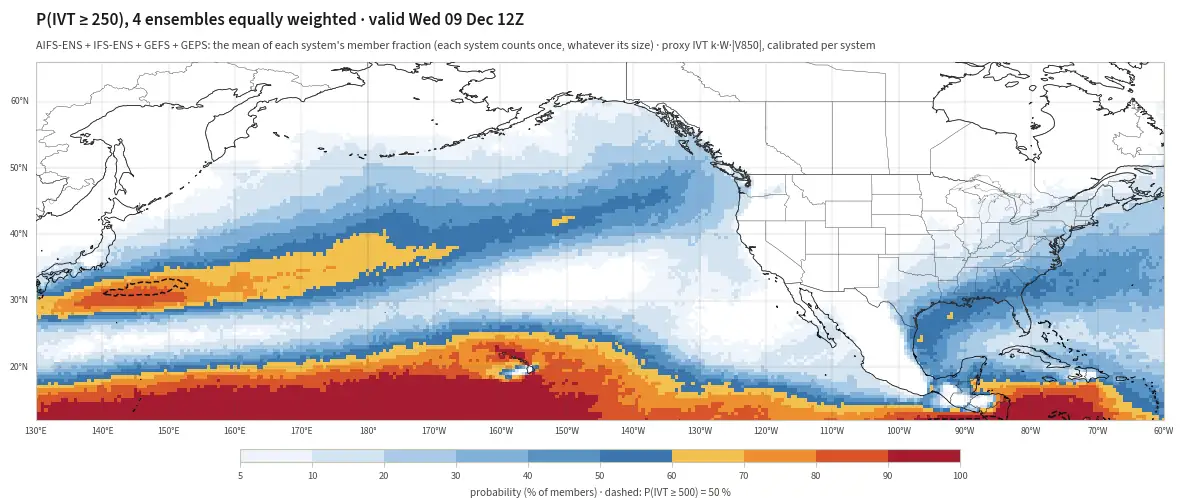 P(IVT ≥ 250), 4 ensembles equally weighted · valid Wed 09 Dec 12Z
AIFS-ENS + IFS-ENS + GEFS + GEPS: the mean of each system's member fraction (each system counts once, whatever its size) · proxy IVT k·W·|V850|, calibrated per system
60°N
50°N
40°N
30°N
20°N
130°E 140°E 150°E 160°E 170°E 180° 170°W 160°W 150°W 140°W 130°W 120°W 110°W 100°W 90°W 80°W 70°W 60°W
5 10 20 30 40 50 60 70 80 90 100
probability (% of members) · dashed: P(IVT ≥ 500) = 50 %